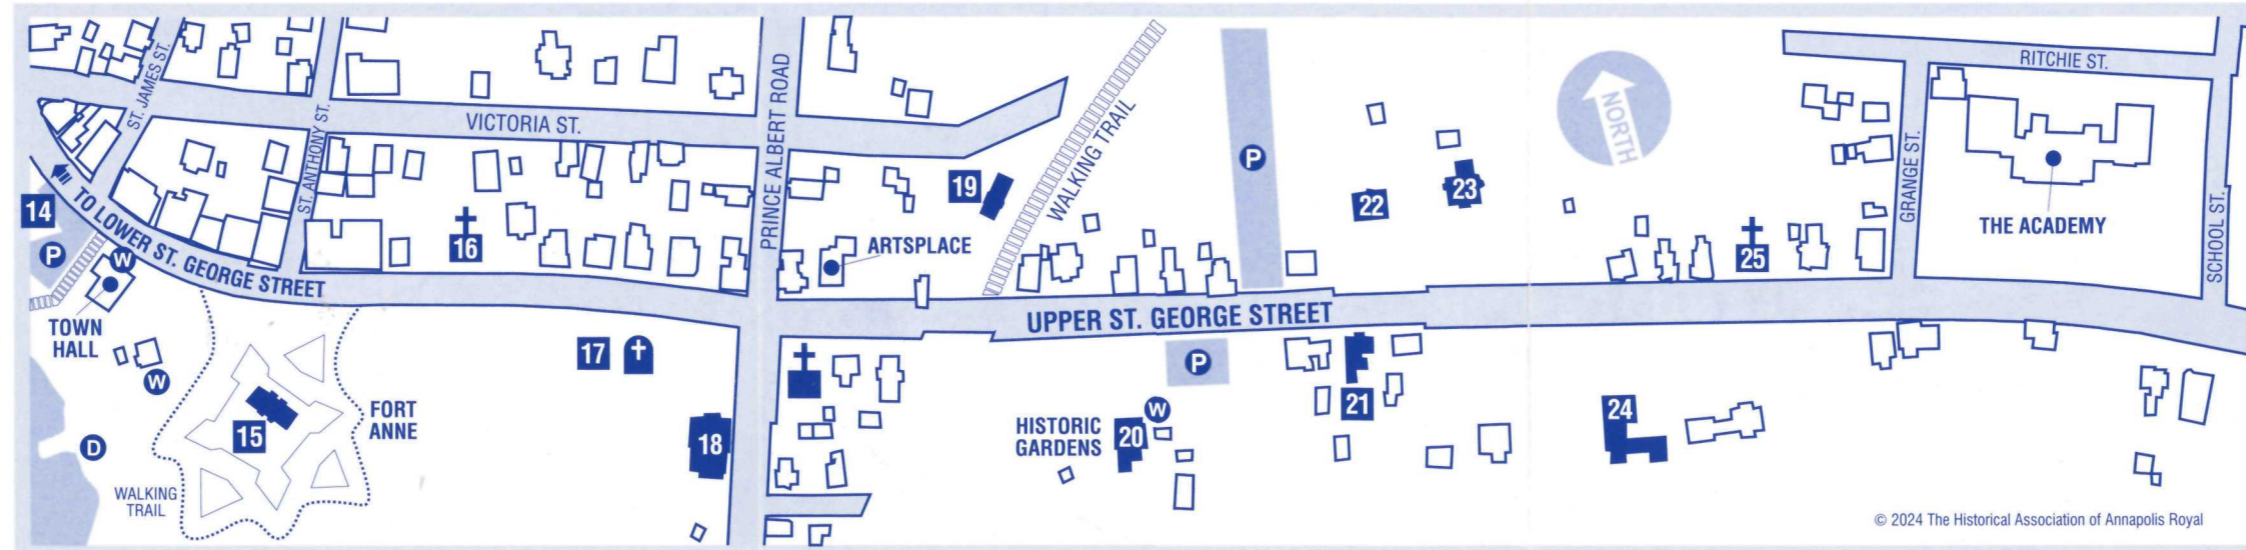 ST. JAMES ST.
ST. ANTHONY ST.
VICTORIA ST.
PRINCE ALBERT ROAD
WALKING TRAIL
P
NORTH
RITCHIE ST.
GRANGE ST.
SCHOOL ST.
THE ACADEMY
14
P
TO LOWER ST. GEORGE STREET
W
TOWN
HALL
16
19
ARTSPLACE
22
23
25
UPPER ST. GEORGE STREET
W
D
15
FORT
ANNE
WALKING
TRAIL
17
18
P
HISTORIC
GARDENS
20
W
21
24
© 2024 The Historical Association of Annapolis Royal